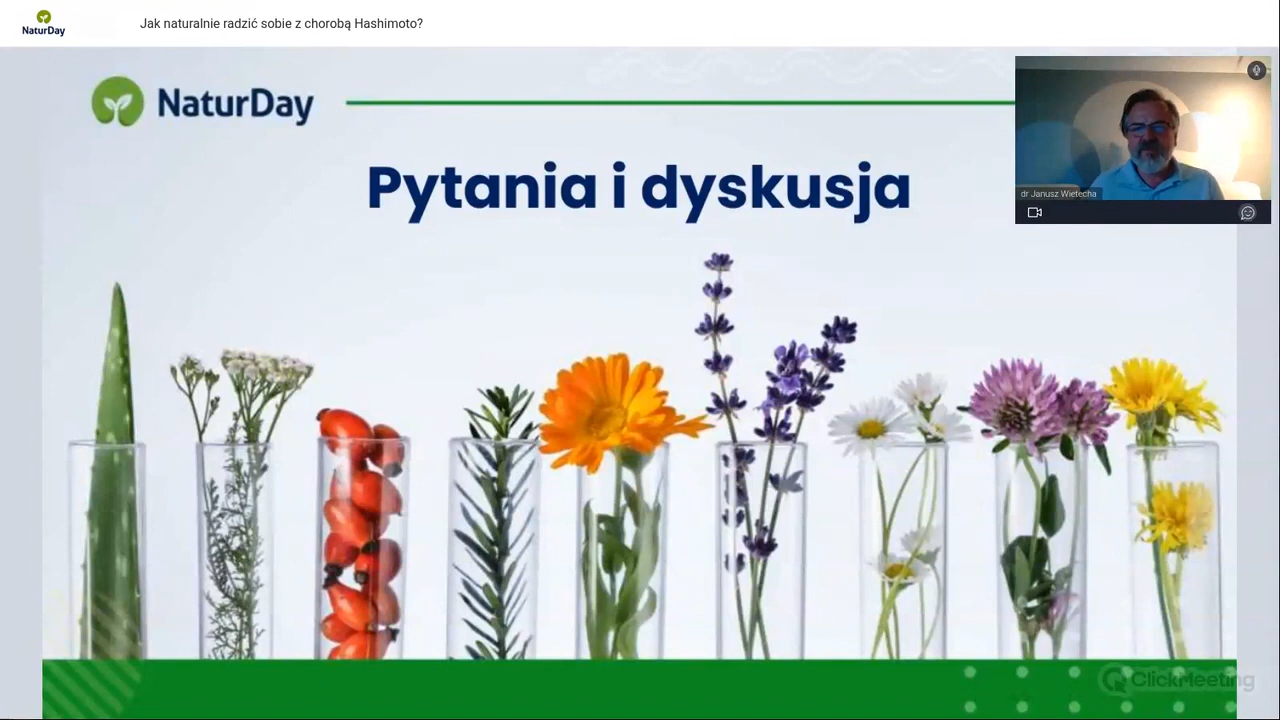 NaturDay
Jak naturalnie radzić sobie z chorobą Hashimoto?
NaturDay
Pytania i dyskusja
dr Janusz Wietecha
ClickMeeting